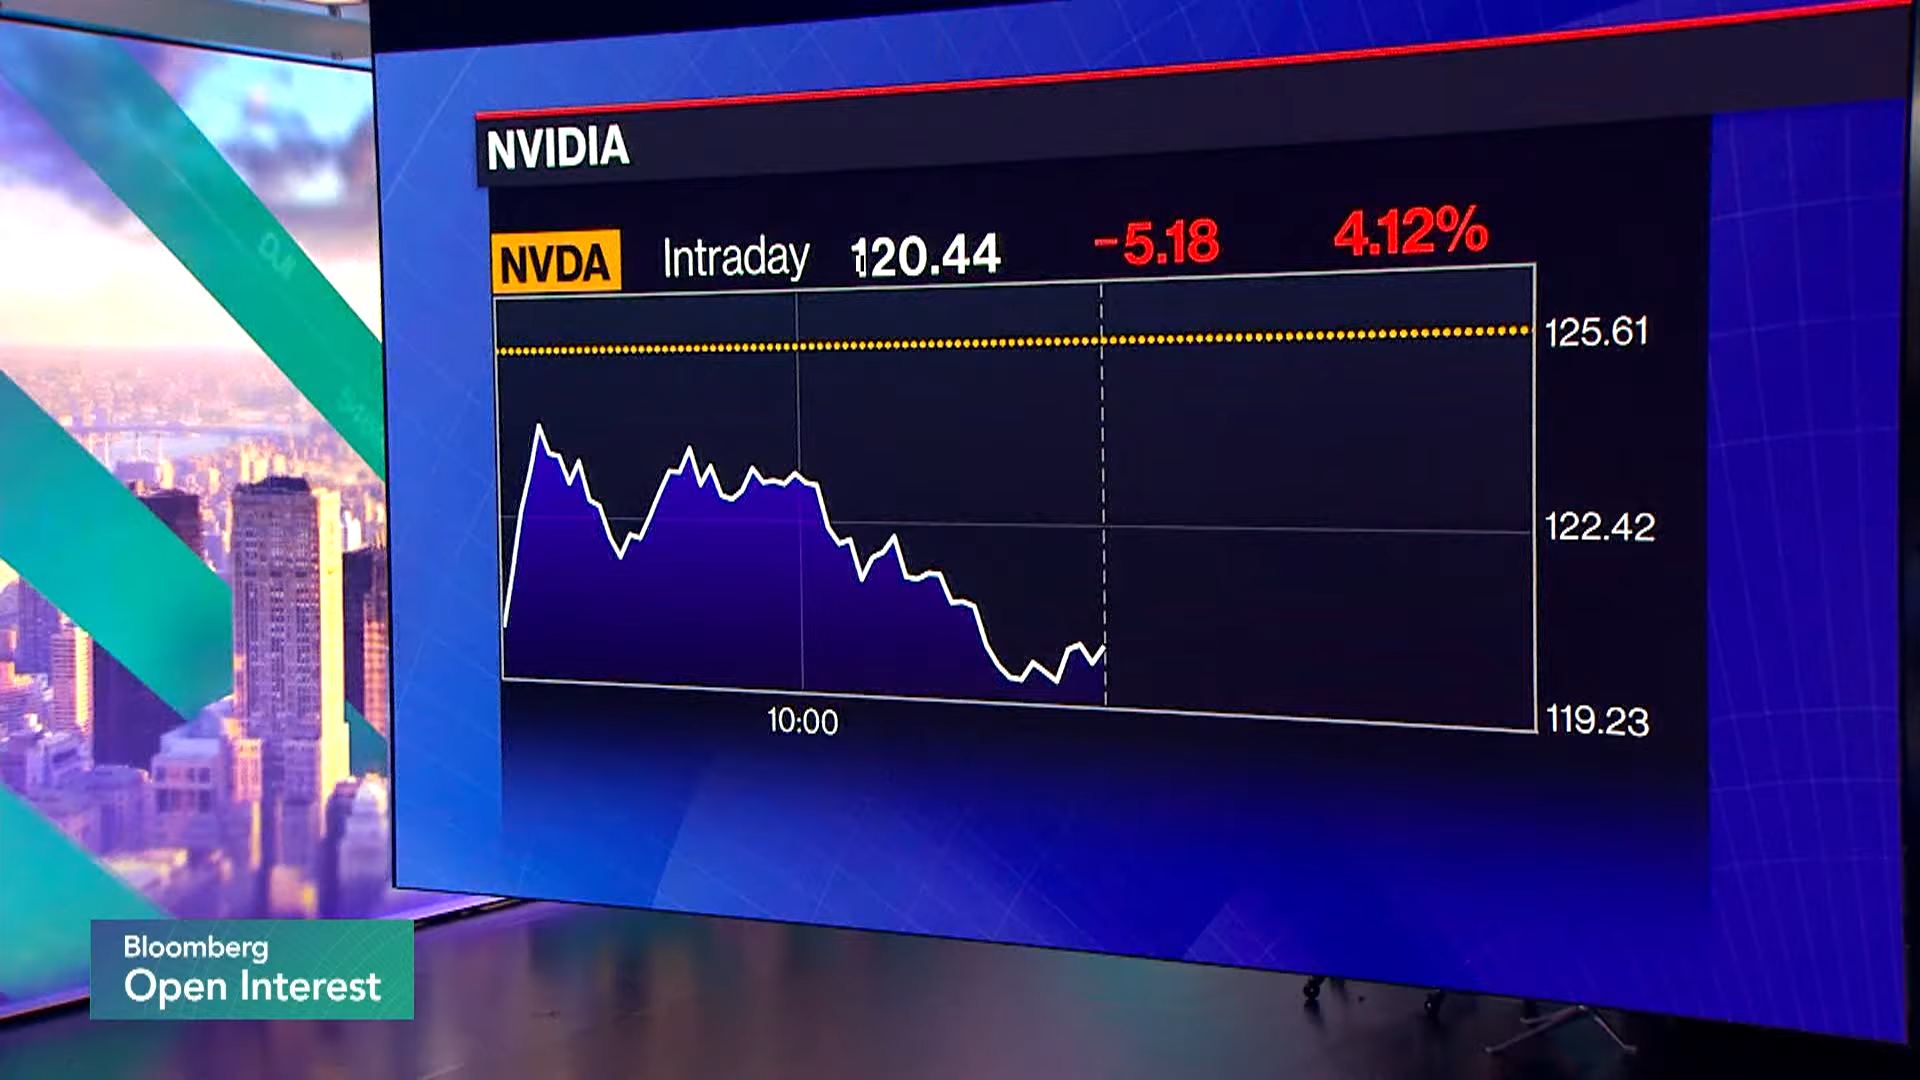 NVIDIA
NVDA Intraday 120.44 -5.18 4.12%
125.61
122.42
119.23
10:00
Bloomberg
Open Interest